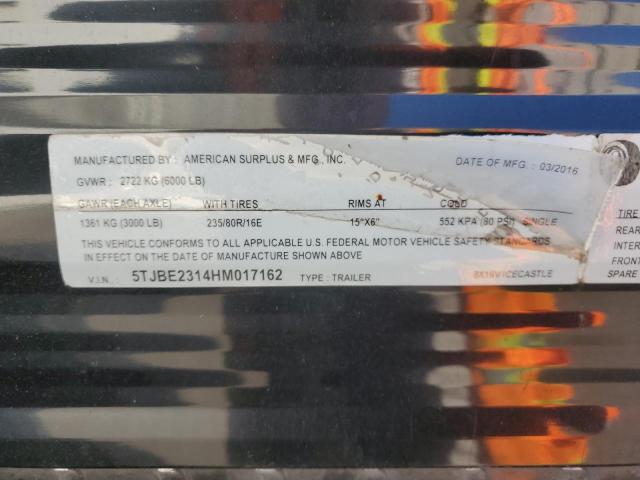 MANUFACTURED BY : AMERICAN SURPLUS & MFG., INC. DATE OF MFG. : 03/2016
GVWR : 2722 KG (6000 LB)
GAWR (EACH AXLE) WITH TIRES RIMS AT COLD
1361 KG (3000 LB) 235/80R/16E 15"X6" 552 KPA (80 PSI) SINGLE
THIS VEHICLE CONFORMS TO ALL APPLICABLE U.S. FEDERAL MOTOR VEHICLE SAFETY STANDARDS
IN EFFECT ON THE DATE OF MANUFACTURE SHOWN ABOVE
V.I.N. : 5TJBE2314HM017162 TYPE : TRAILER 8X16V ICECASTLE
TIRE
REAR
INTER
FRONT
SPARE